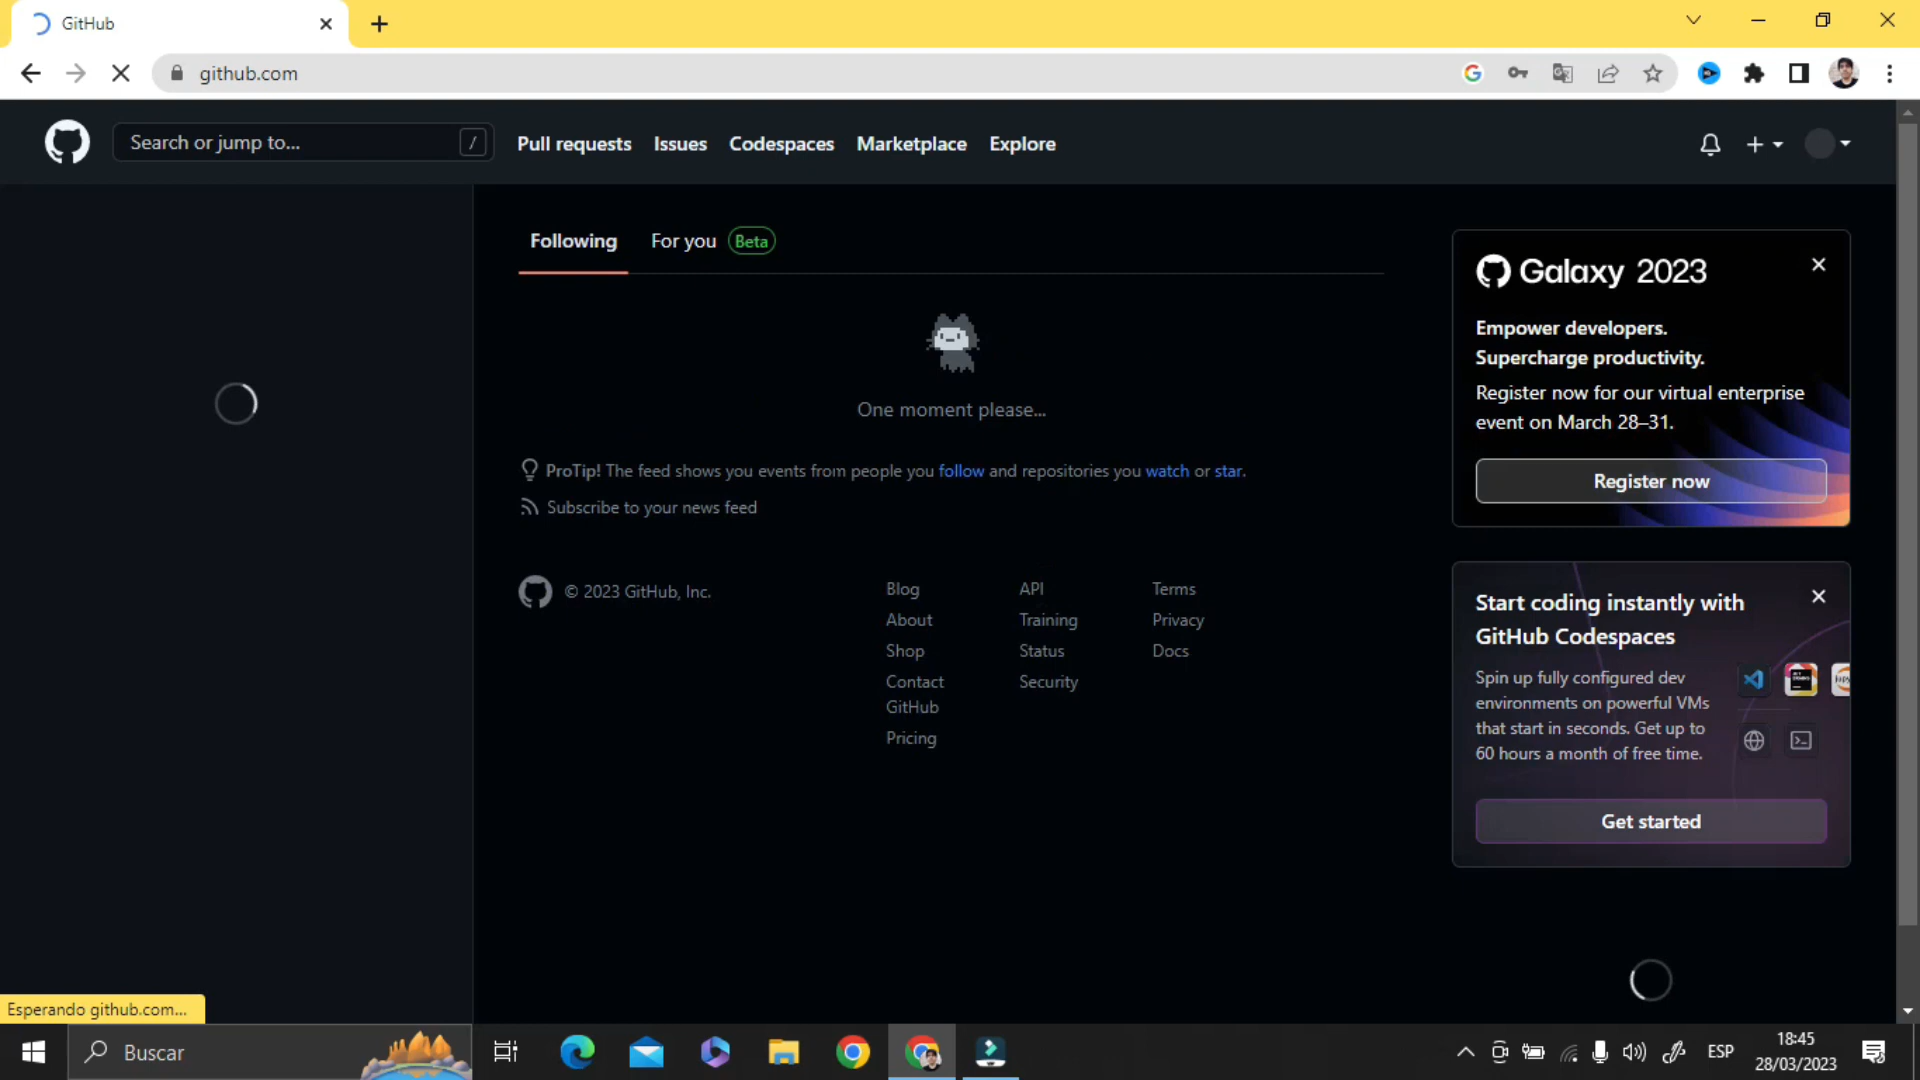 GitHub
github.com
Search or jump to... /
Pull requests Issues Codespaces Marketplace Explore
Following For you Beta
One moment please...
ProTip! The feed shows you events from people you follow and repositories you watch or star.
Subscribe to your news feed
© 2023 GitHub, Inc.
Blog
About
Shop
Contact
GitHub
Pricing
API
Training
Status
Security
Terms
Privacy
Docs
Galaxy 2023
Empower developers.
Supercharge productivity.
Register now for our virtual enterprise
event on March 28–31.
Register now
Start coding instantly with
GitHub Codespaces
Spin up fully configured dev
environments on powerful VMs
that start in seconds. Get up to
60 hours a month of free time.
Get started
Esperando github.com...
Buscar
ESP
18:45
28/03/2023